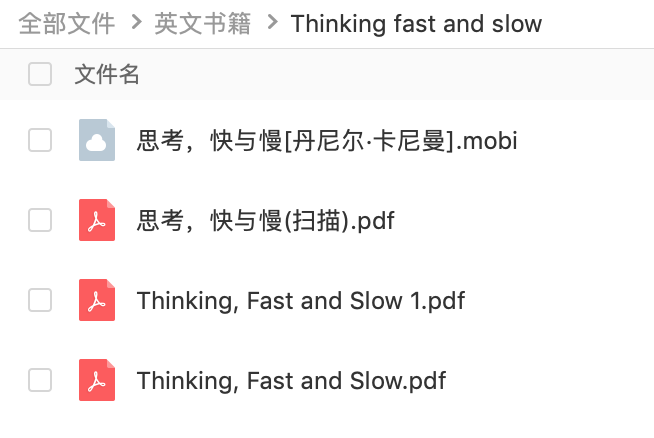 全部文件 > 英文书籍 > Thinking fast and slow
文件名
思考，快与慢[丹尼尔·卡尼曼].mobi
思考，快与慢(扫描).pdf
Thinking, Fast and Slow 1.pdf
Thinking, Fast and Slow.pdf